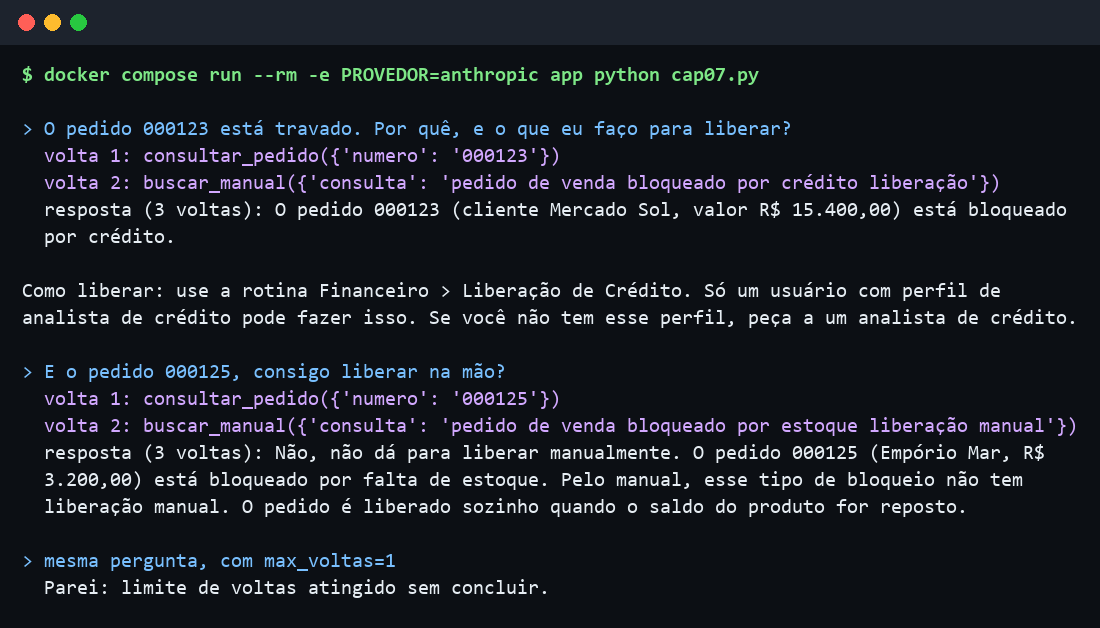 $ docker compose run --rm -e PROVEDOR=anthropic app python cap07.py
> O pedido 000123 está travado. Por quê, e o que eu faço para liberar?
volta 1: consultar_pedido({'numero': '000123'})
volta 2: buscar_manual({'consulta': 'pedido de venda bloqueado por crédito liberação'})
resposta (3 voltas): O pedido 000123 (cliente Mercado Sol, valor R$ 15.400,00) está bloqueado
por crédito.
Como liberar: use a rotina Financeiro > Liberação de Crédito. Só um usuário com perfil de
analista de crédito pode fazer isso. Se você não tem esse perfil, peça a um analista de crédito.
> E o pedido 000125, consigo liberar na mão?
volta 1: consultar_pedido({'numero': '000125'})
volta 2: buscar_manual({'consulta': 'pedido de venda bloqueado por estoque liberação manual'})
resposta (3 voltas): Não, não dá para liberar manualmente. O pedido 000125 (Empório Mar, R$
3.200,00) está bloqueado por falta de estoque. Pelo manual, esse tipo de bloqueio não tem
liberação manual. O pedido é liberado sozinho quando o saldo do produto for reposto.
> mesma pergunta, com max_voltas=1
Parei: limite de voltas atingido sem concluir.